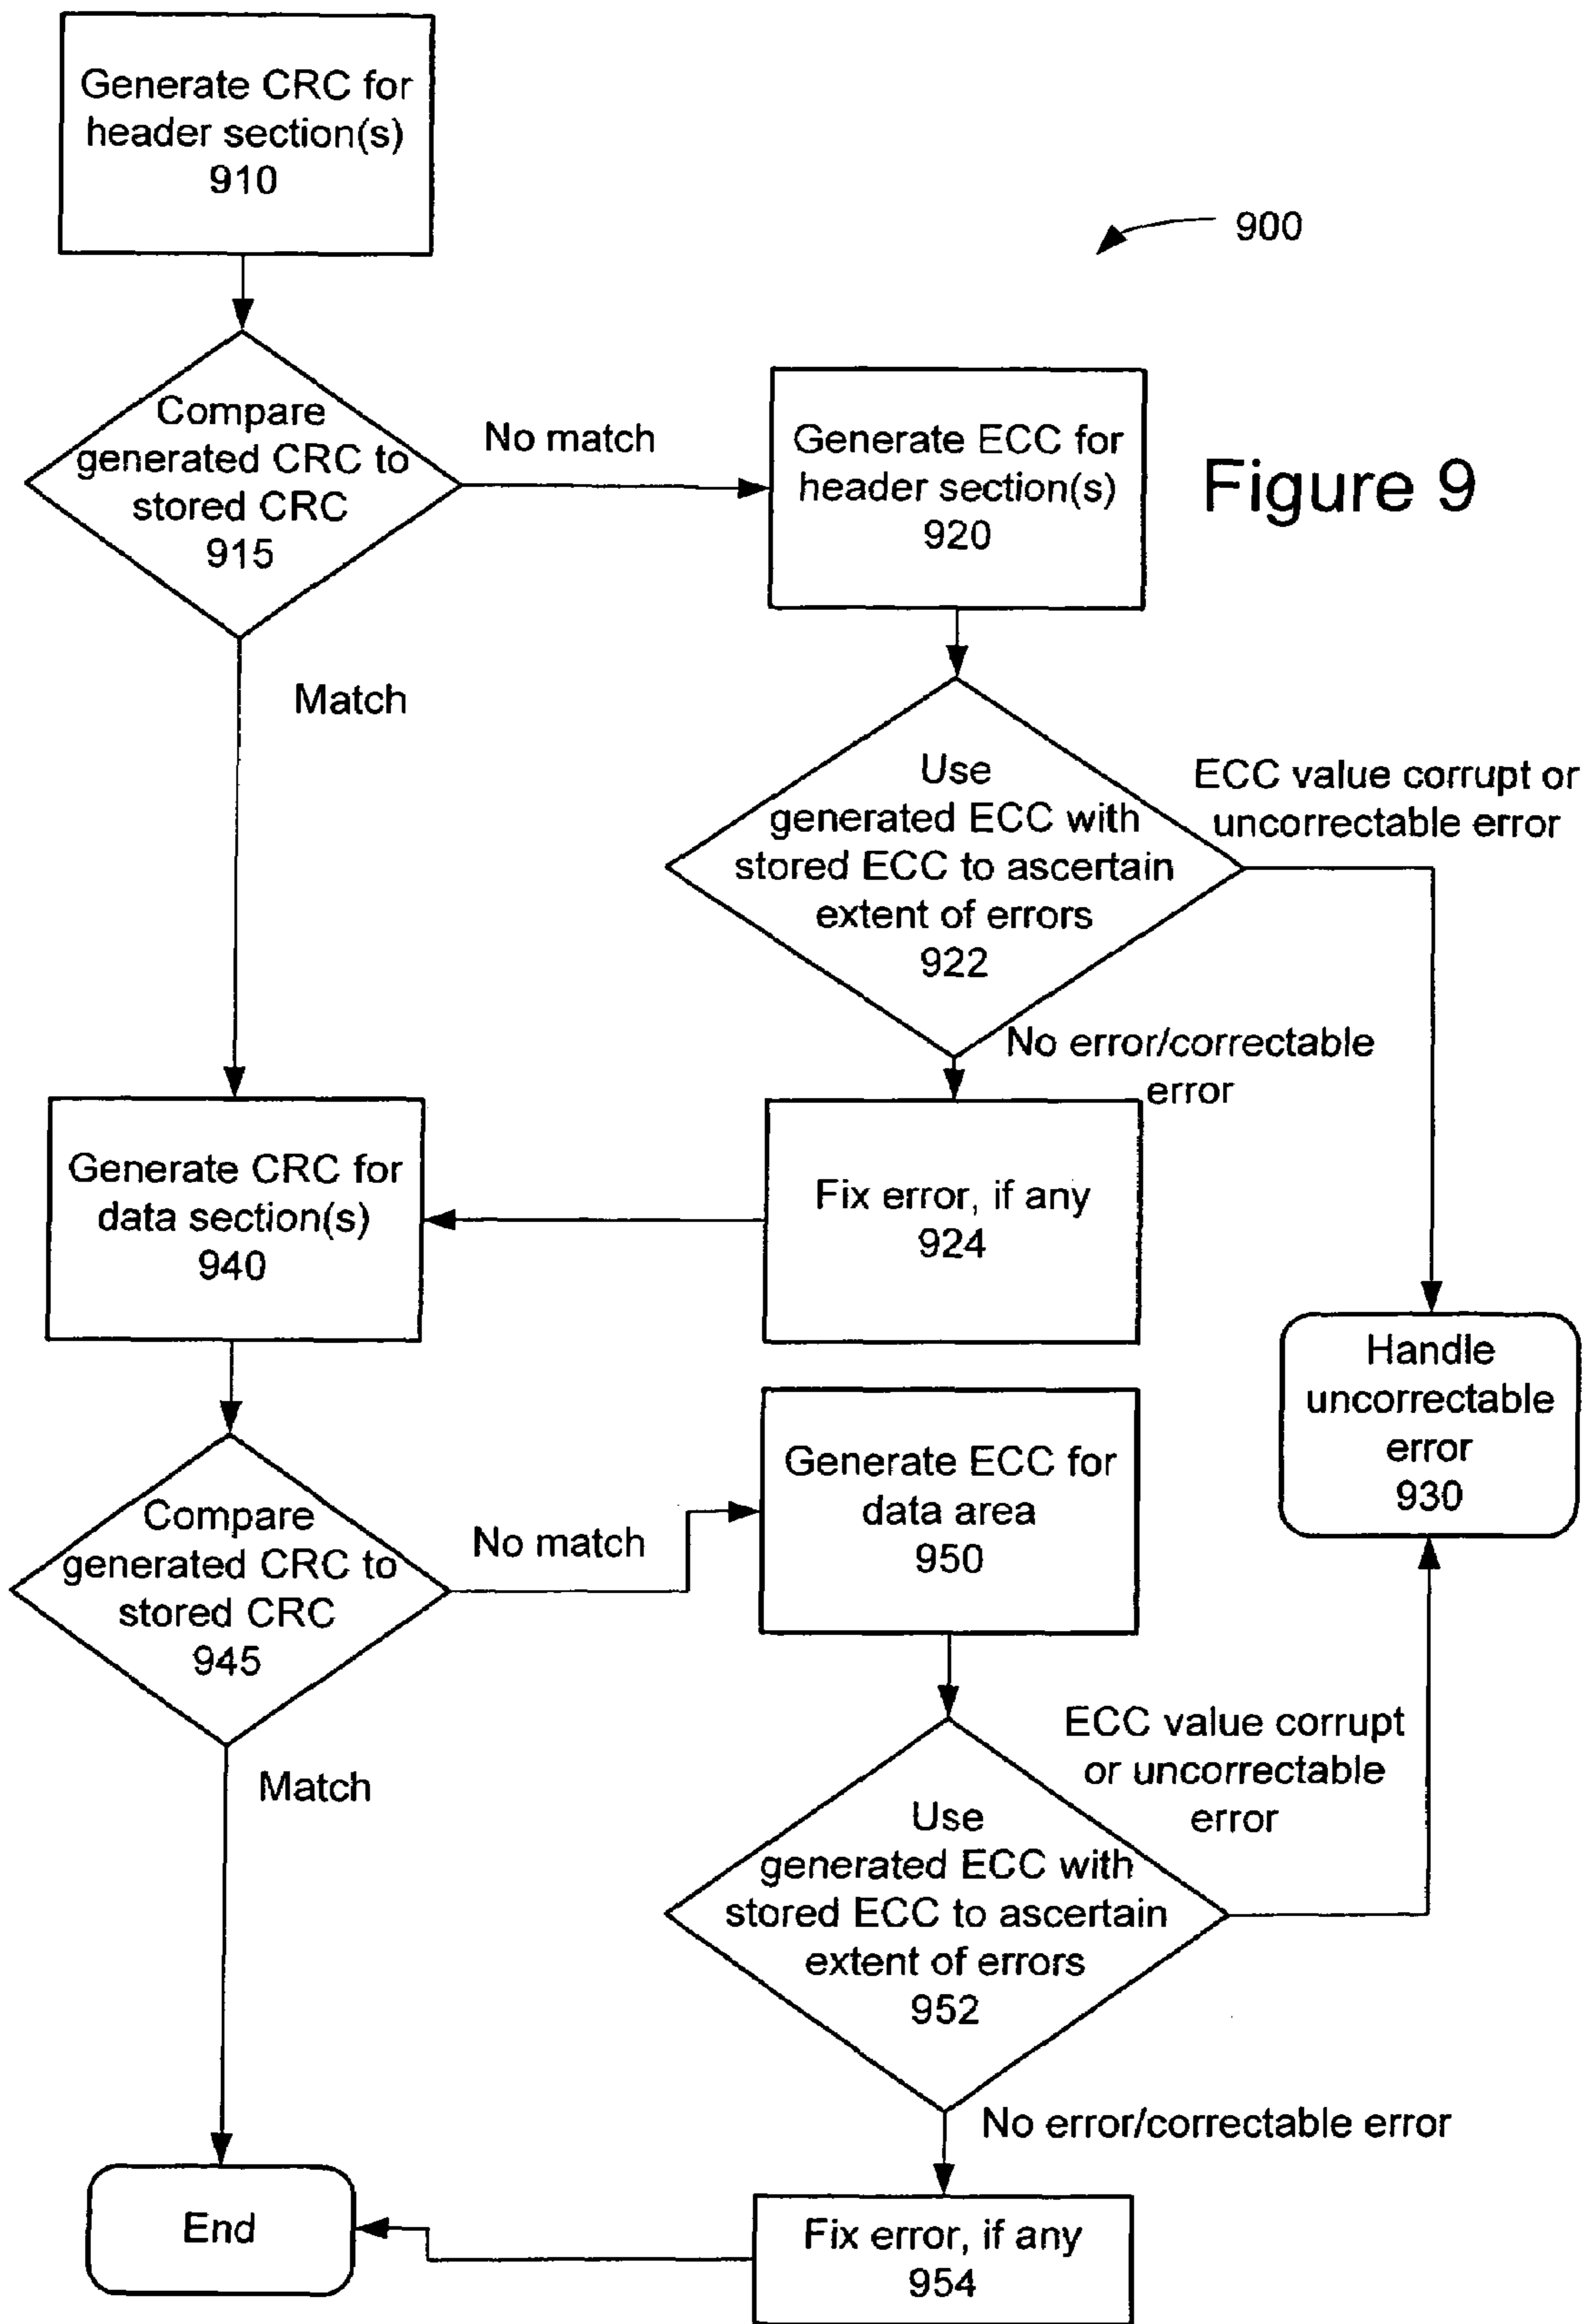 Generate CRC for
header section(s)
910
900
Compare
generated CRC to
stored CRC
915
No match
Generate ECC for
header section(s)
920
Figure 9
Match
Use
generated ECC with
stored ECC to ascertain
extent of errors
922
ECC value corrupt or
uncorrectable error
No error/correctable
error
Generate CRC for
data section(s)
940
Fix error, if any
924
Handle
uncorrectable
error
930
Compare
generated CRC to
stored CRC
945
No match
Generate ECC for
data area
950
Match
Use
generated ECC with
stored ECC to ascertain
extent of errors
952
ECC value corrupt
or uncorrectable
error
No error/correctable error
End
Fix error, if any
954